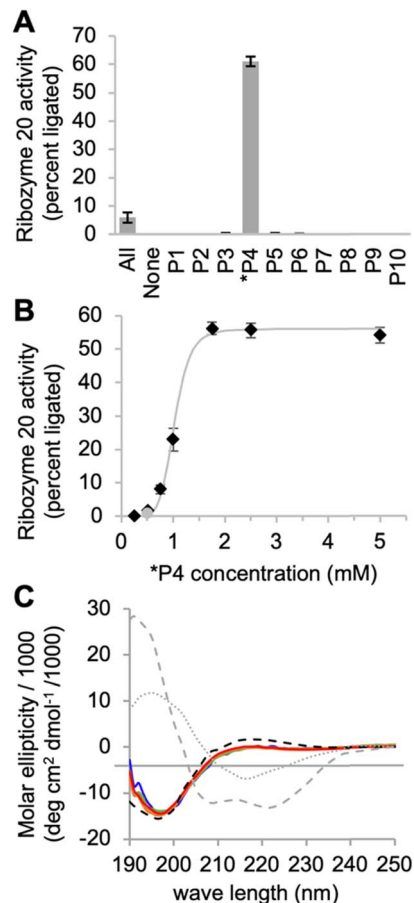 A
Ribozyme 20 activity
(percent ligated)
70
60
50
40
30
20
10
0
All
None
P1
P2
P3
*P4
P5
P6
P7
P8
P9
P10
B
Ribozyme 20 activity
(percent ligated)
60
50
40
30
20
10
0
0 1 2 3 4 5
*P4 concentration (mM)
C
Molar ellipticity / 1000
(deg cm² dmol⁻¹ /1000)
30
20
10
0
-10
-20
190 200 210 220 230 240 250
wave length (nm)